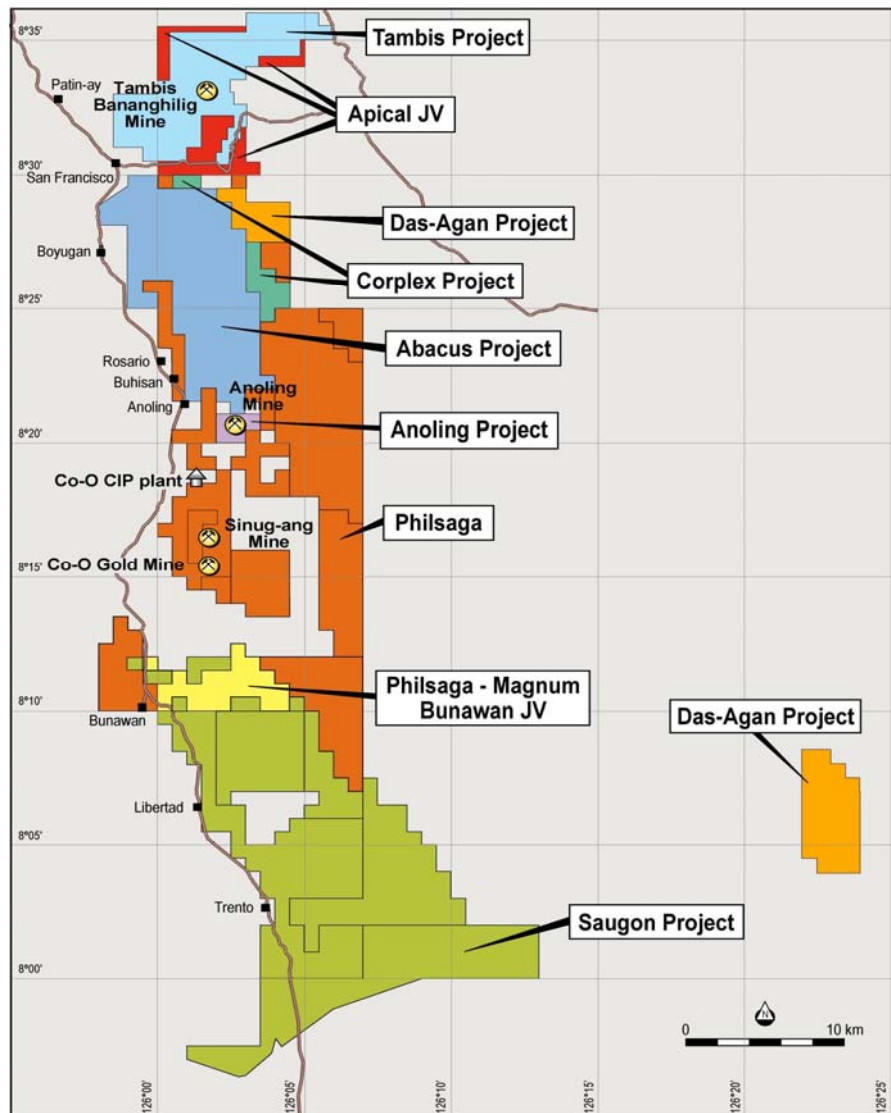 8°35'
Tambis Project
Patin-ay
Tambis
Bananghilig
Mine
Apical JV
8°30'
San Francisco
Das-Agan Project
Boyugan
Corplex Project
8°25'
Abacus Project
Rosario
Buhisan
Anoling
Mine
Anoling
Anoling Project
8°20'
Co-O CIP plant
Sinug-ang
Mine
Philsaga
Co-O Gold Mine
8°15'
Philsaga - Magnum
Bunawan JV
8°10'
Bunawan
Das-Agan Project
Libertad
8°05'
Trento
Saugon Project
8°00'
N
0 10 km
126°00'
126°05'
126°10'
126°15'
126°20'
126°25'